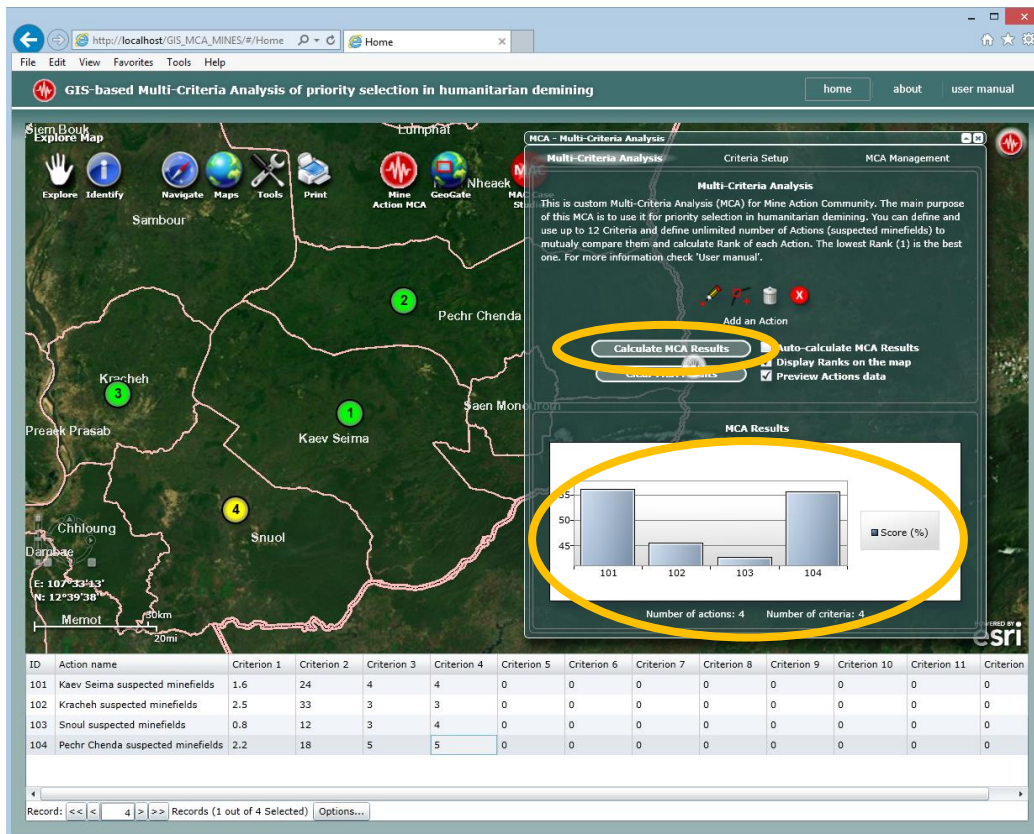 http://localhost/GIS_MCA_MINES/#/Home
Home
File Edit View Favorites Tools Help
GIS-based Multi-Criteria Analysis of priority selection in humanitarian demining
home about user manual
Siem Bouk
Explore Map
Lumphat
Explore Identify Navigate Maps Tools Print Mine Action MCA GeoGate MAC Case
Nheaek
MAC
Sambour
2
Pechr Chenda
Kracheh
3
1
Kaev Seima
Saen Monourom
Preaek Prasab
4
Snuol
Chhloung
Dambae
E: 107°33'13"
N: 12°39'38"
Memot
30km
20mi
MCA - Multi-Criteria Analysis
Multi-Criteria Analysis Criteria Setup MCA Management
Multi-Criteria Analysis
This is custom Multi-Criteria Analysis (MCA) for Mine Action Community. The main purpose
of this MCA is to use it for priority selection in humanitarian demining. You can define and
use up to 12 Criteria and define unlimited number of Actions (suspected minefields) to
mutualy compare them and calculate Rank of each Action. The lowest Rank (1) is the best
one. For more information check 'User manual'.
Add an Action
Calculate MCA Results
Auto-calculate MCA Results
Display Ranks on the map
Preview Actions data
MCA Results
55
50
45
101 102 103 104
Score (%)
Number of actions: 4 Number of criteria: 4
POWERED BY
esri
ID Action name Criterion 1 Criterion 2 Criterion 3 Criterion 4 Criterion 5 Criterion 6 Criterion 7 Criterion 8 Criterion 9 Criterion 10 Criterion 11 Criterion
101 Kaev Seima suspected minefields 1.6 24 4 4 0 0 0 0 0 0 0 0
102 Kracheh suspected minefields 2.5 33 3 3 0 0 0 0 0 0 0 0
103 Snoul suspected minefields 0.8 12 3 4 0 0 0 0 0 0 0 0
104 Pechr Chenda suspected minefields 2.2 18 5 5 0 0 0 0 0 0 0 0
Record: << < 4 > >> Records (1 out of 4 Selected) Options...